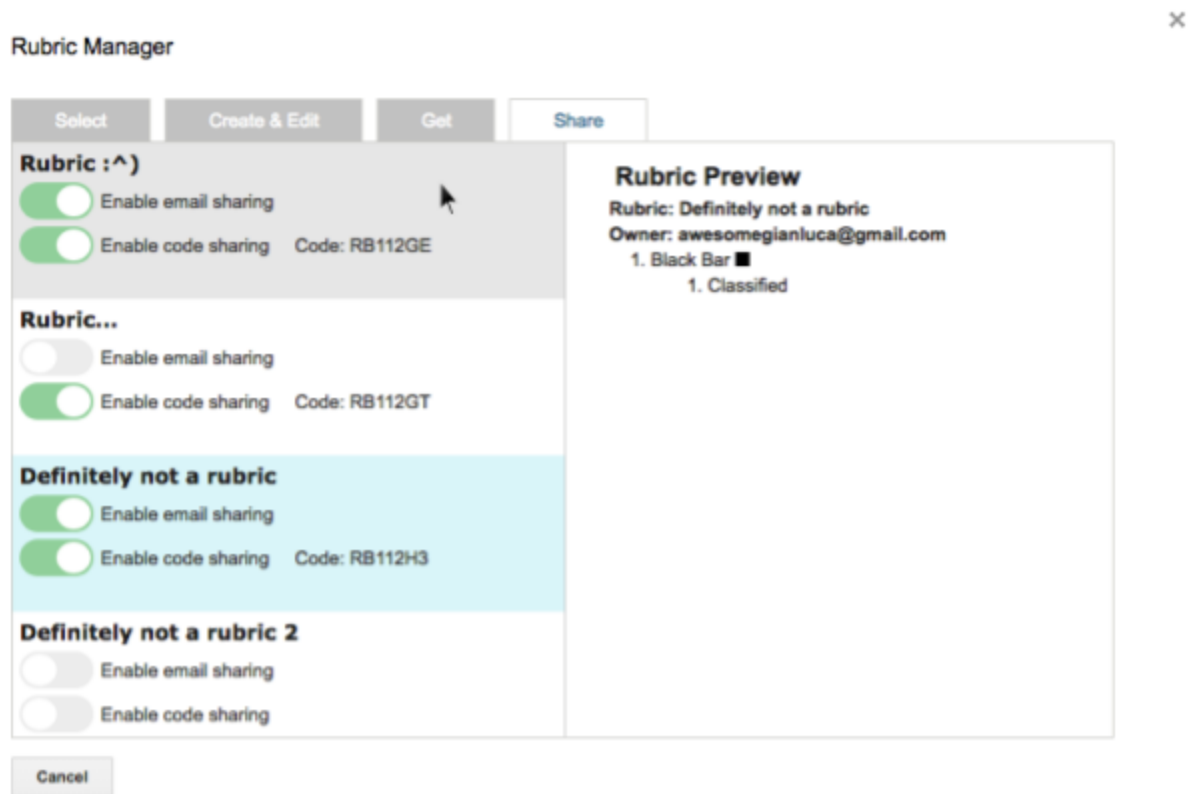 Rubric Manager
Select Create & Edit Get Share
Rubric :^)
Enable email sharing
Enable code sharing Code: RB112GE
Rubric...
Enable email sharing
Enable code sharing Code: RB112GT
Definitely not a rubric
Enable email sharing
Enable code sharing Code: RB112H3
Definitely not a rubric 2
Enable email sharing
Enable code sharing
Rubric Preview
Rubric: Definitely not a rubric
Owner: awesomegianluca@gmail.com
1. Black Bar
1. Classified
Cancel